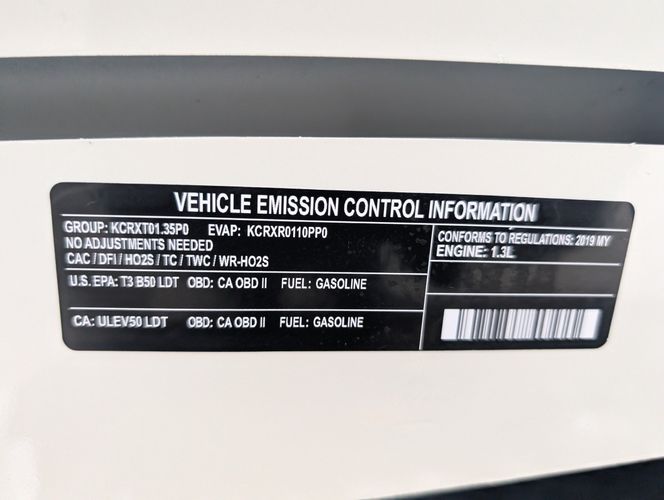 VEHICLE EMISSION CONTROL INFORMATION
GROUP: KCRXT01.35P0 EVAP: KCRXR0110PP0
NO ADJUSTMENTS NEEDED
CAC / DFI / HO2S / TC / TWC / WR-HO2S
CONFORMS TO REGULATIONS: 2019 MY
ENGINE: 1.3L
U.S. EPA: T3 B50 LDT OBD: CA OBD II FUEL: GASOLINE
CA: ULEV50 LDT OBD: CA OBD II FUEL: GASOLINE